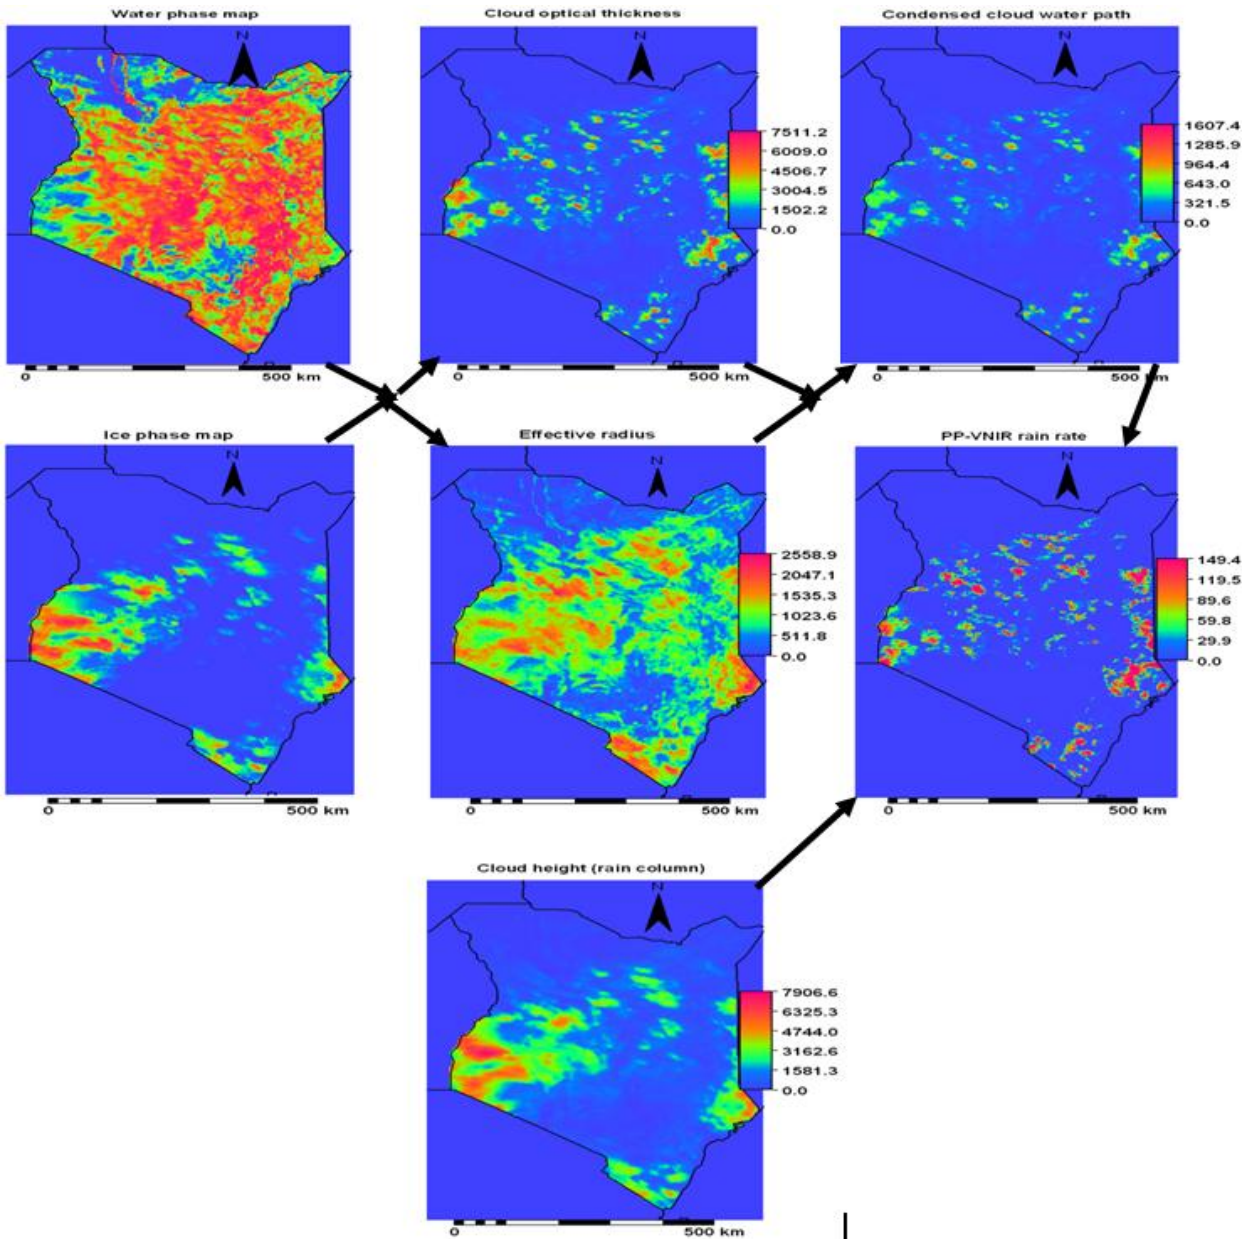 Water phase map
N
0 500 km
Cloud optical thickness
N
7511.2
6009.0
4506.7
3004.5
1502.2
0.0
0 500 km
Condensed cloud water path
N
1607.4
1285.9
964.4
643.0
321.5
0.0
0 500 km
Ice phase map
N
0 500 km
Effective radius
N
2558.9
2047.1
1535.3
1023.6
511.8
0.0
0 500 km
PP-VNIR rain rate
N
149.4
119.5
89.6
59.8
29.9
0.0
0 500 km
Cloud height (rain column)
N
7906.6
6325.3
4744.0
3162.6
1581.3
0.0
0 500 km